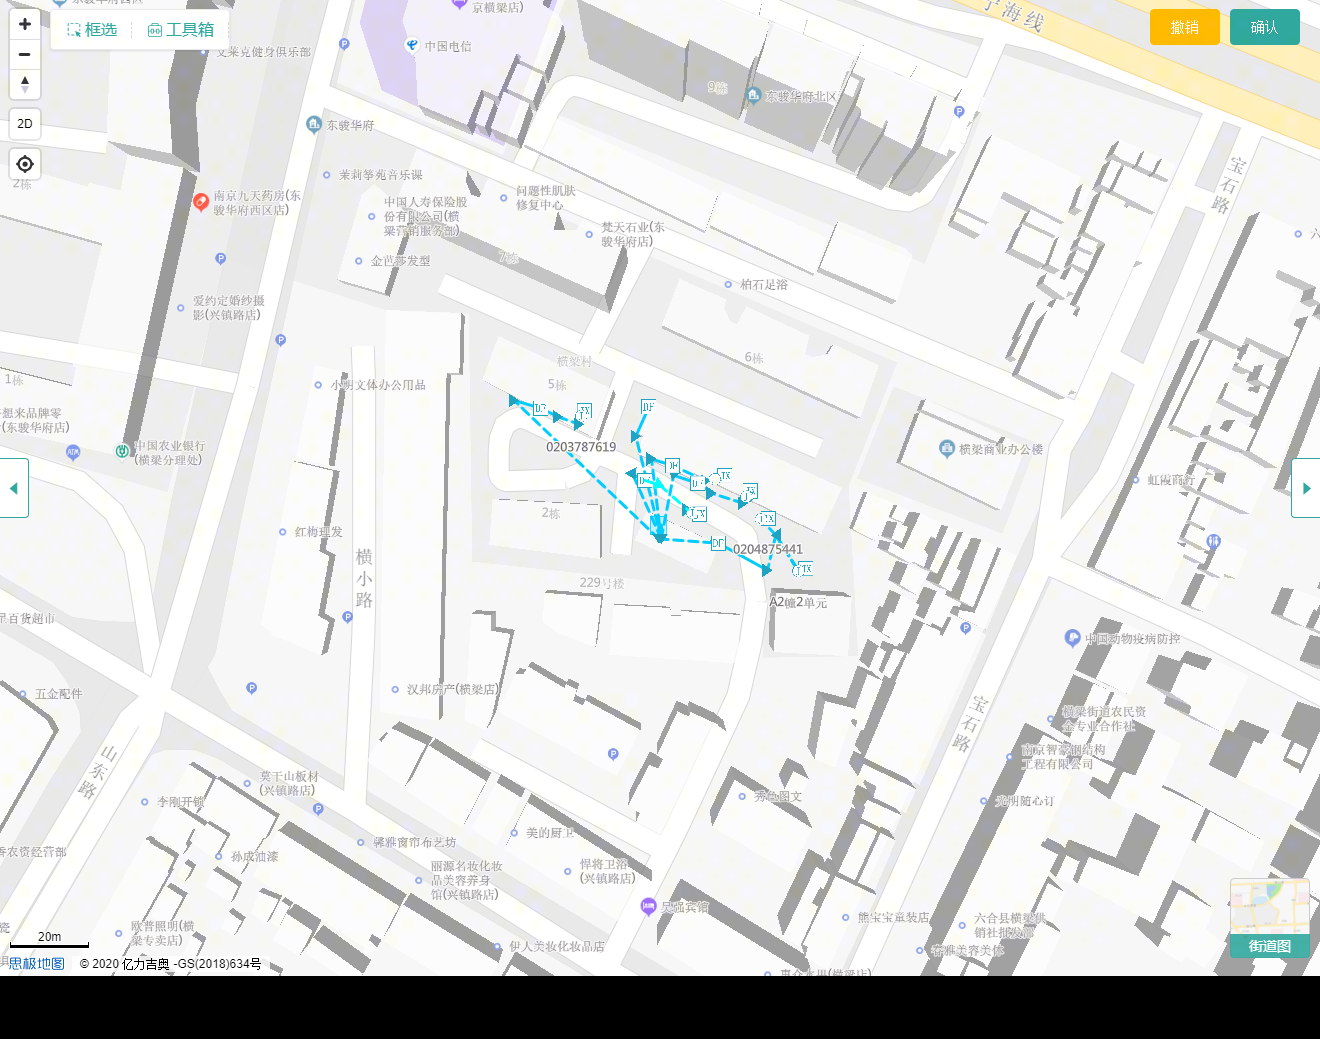 框选
工具箱
撤销
确认
2D
东骏华府西区
艾莱克健身俱乐部
京横梁店)
中国电信
宁海线
9栋
东骏华府北区
东骏华府
2栋
南京九天药房(东
骏华府西区店)
茉莉筝苑音乐课
中国人寿保险股
份有限公司(横
梁营销服务部)
问题性肌肤
修复中心
梵天石业(东
骏华府店)
宝石路
金芭莎发型
7栋
柏石足浴
爱约定婚纱摄
影(兴镇路店)
横梁村
6栋
5栋
1栋
小明文体办公用品
想来品牌零
(东骏华府店)
ATM
中国农业银行
(横梁分理处)
0203787619
横梁商业办公楼
虹霞商行
2栋
红梅理发
横小路
0204875441
229号楼
A2幢2单元
里百货超市
中国动物疫病防控
五金配件
汉邦房产(横梁店)
宝石路
横梁街道农民资
金专业合作社
南京智豪钢结构
工程有限公司
山东路
莫干山板材
(兴镇路店)
李刚开锁
秀色图文
光明随心订
馨雅窗帘布艺坊
美的厨卫
香农资经营部
孙成油漆
丽源名妆化妆
品美容养身
馆(兴镇路店)
悍将卫浴
(兴镇路店)
吴强宾馆
熊宝宝童装店
六合县横梁供
销社批发部
瓷
欧普照明(横
梁专卖店)
伊人美妆化妆品店
春雅美容美体
20m
街道图
思极地图
© 2020 亿力吉奥 -GS(2018)634号